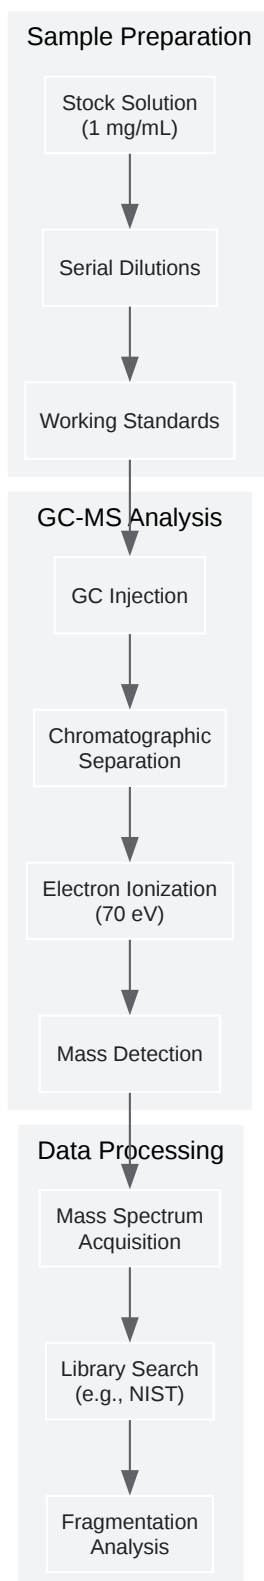 Sample Preparation
Stock Solution
(1 mg/mL)
Serial Dilutions
Working Standards
GC-MS Analysis
GC Injection
Chromatographic
Separation
Electron Ionization
(70 eV)
Mass Detection
Data Processing
Mass Spectrum
Acquisition
Library Search
(e.g., NIST)
Fragmentation
Analysis